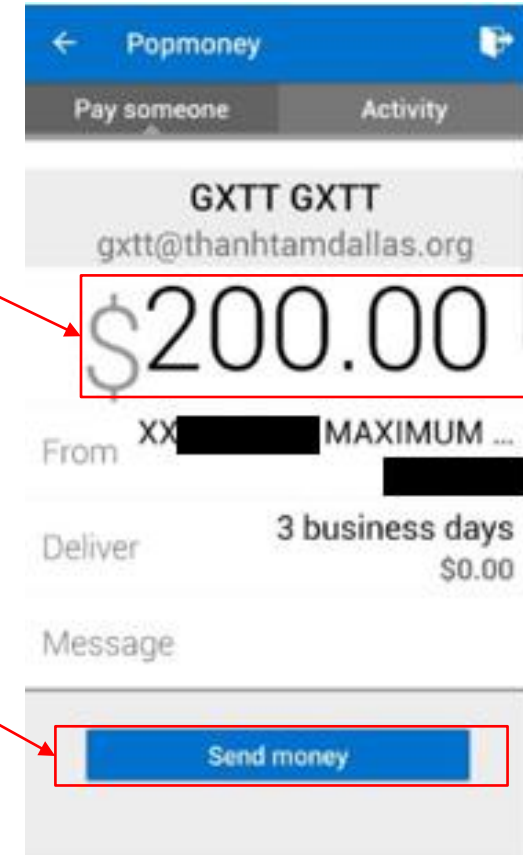 Popmoney
Pay someone Activity
GXTT GXTT
gxtt@thanhtamdallas.org
$200.00
From XX MAXIMUM ...
Deliver 3 business days
$0.00
Message
Send money